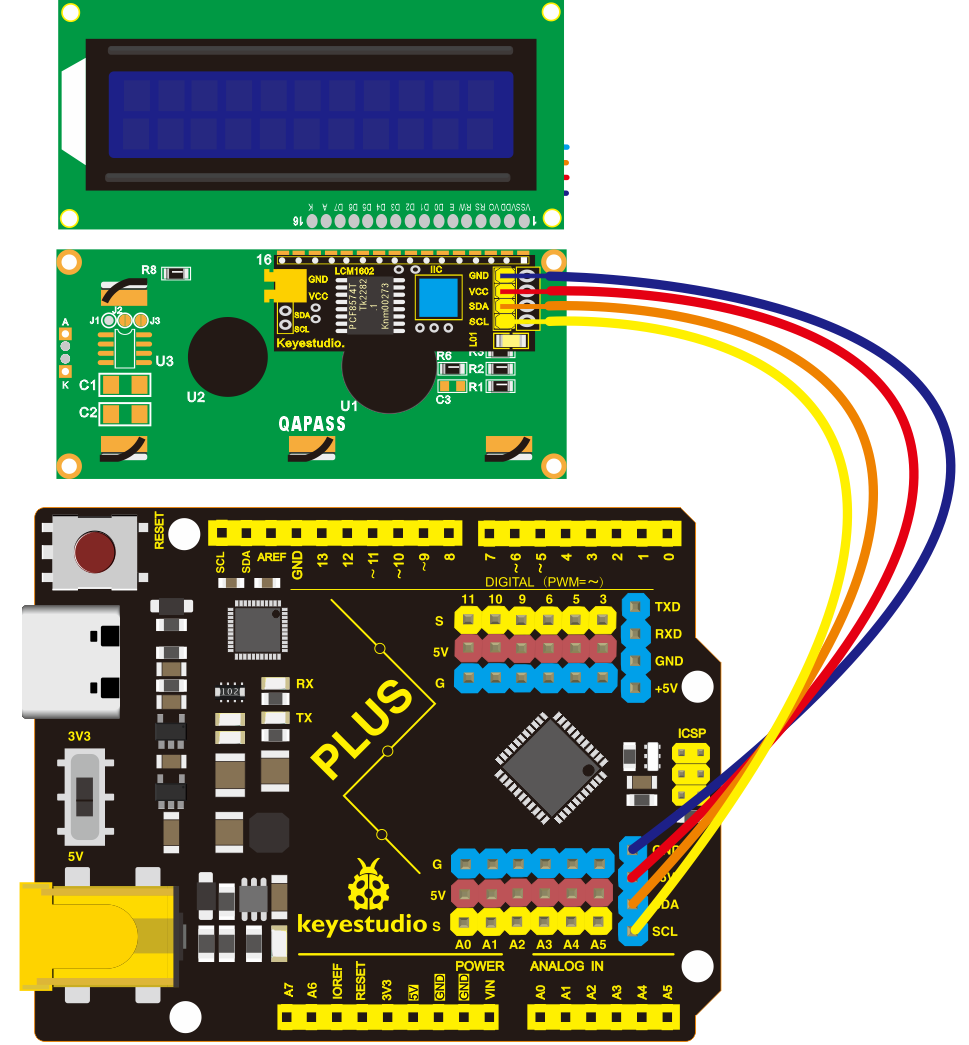 16 K A D7 D6 D5 D4 D3 D2 D1 D0 E RW RS VO VDD VSS 1
R8
16
LCM1602
IIC
GND
VCC
SDA
SCL
PCF8574T
Tk2282
.1
Knm00273
Keyestudio.
GND
VCC
SDA
SCL
L01
J1
J2
J3
A
K
U3
C1
C2
U2
U1
R6
C3
R3
R2
R1
QAPASS
RESET
SCL SDA AREF GND 13 12 ~11 ~10 ~9 8
7 ~6 ~5 4 3 2 1 0
DIGITAL (PWM=~)
11 10 9 6 5 3
S
5V
G
TXD
RXD
GND
+5V
102
RX
TX
PLUS
ICSP
3V3
5V
G
5V
S
A0 A1 A2 A3 A4 A5
SDA
SCL
keyestudio
POWER
ANALOG IN
A7 A6 IOREF RESET 3V3 5V GND GND VIN
A0 A1 A2 A3 A4 A5